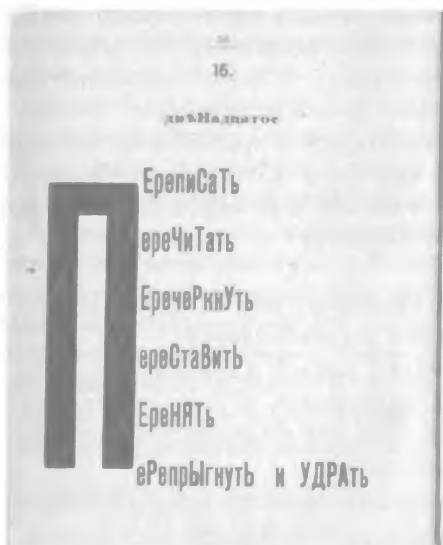 16.
двѣНадцатое
П
ЕрепиСаТь
ереЧиТать
ЕречеРкнУть
ереСтаВитЬ
ЕреНЯТь
еРепрЫгнутЬ и УДРАть